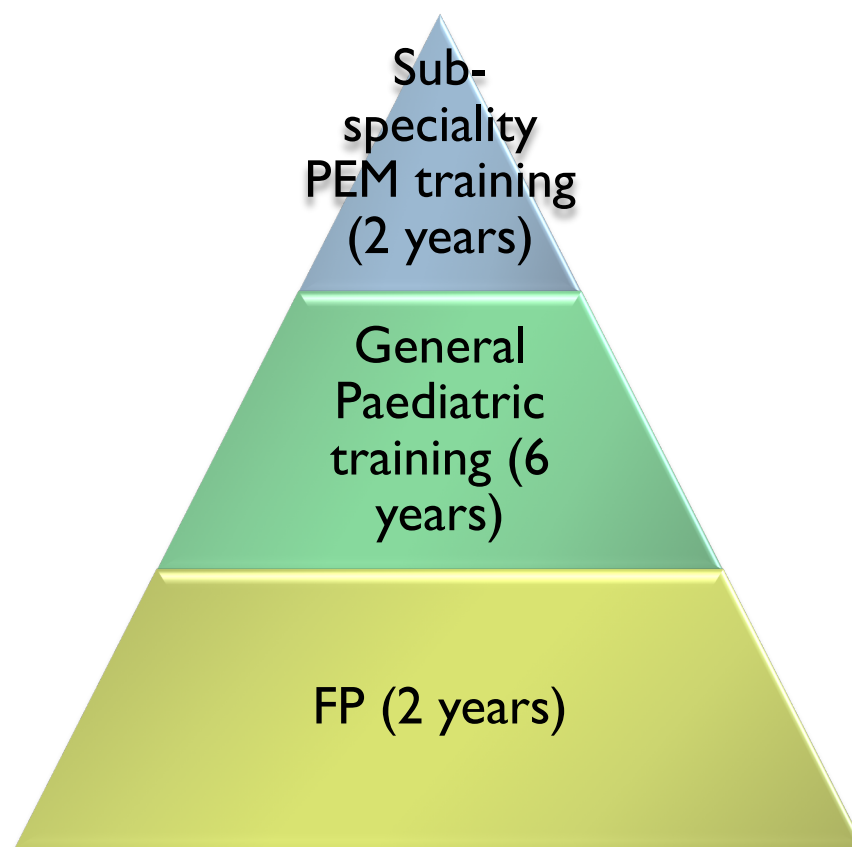 Sub-
speciality
PEM training
(2 years)
General
Paediatric
training (6
years)
FP (2 years)